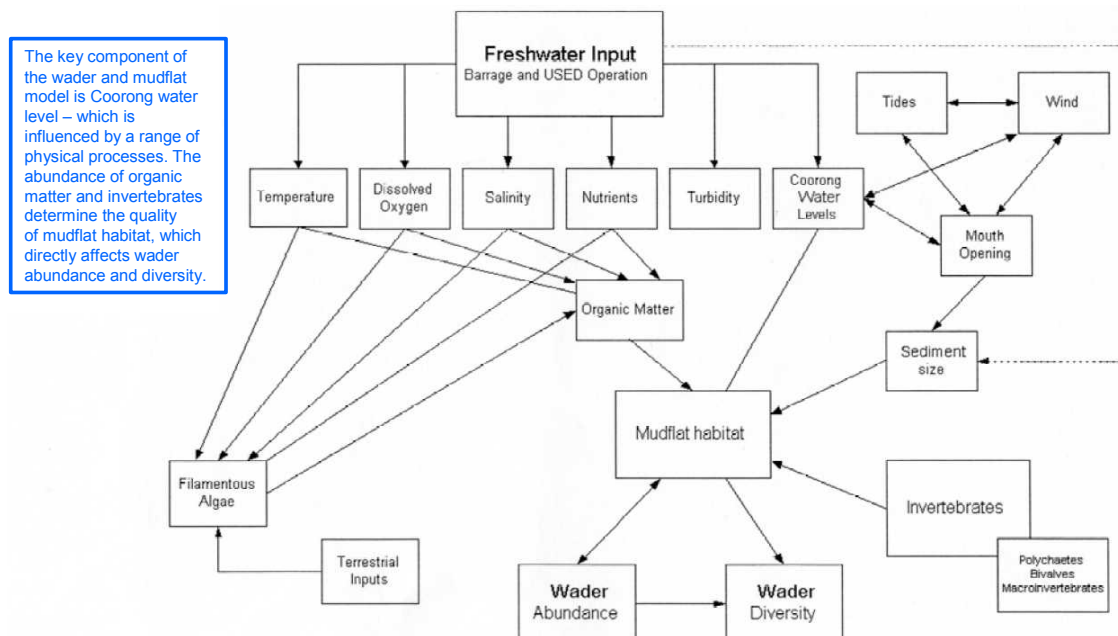 The key component of
the wader and mudflat
model is Coorong water
level – which is
influenced by a range of
physical processes. The
abundance of organic
matter and invertebrates
determine the quality
of mudflat habitat, which
directly affects wader
abundance and diversity.
Freshwater Input
Barrage and USED Operation
Tides
Wind
Temperature
Dissolved
Oxygen
Salinity
Nutrients
Turbidity
Coorong
Water
Levels
Mouth
Opening
Organic Matter
Sediment
size
Mudflat habitat
Filamentous
Algae
Invertebrates
Terrestrial
Inputs
Polychaetes
Bivalves
Macroinvertebrates
Wader
Abundance
Wader
Diversity